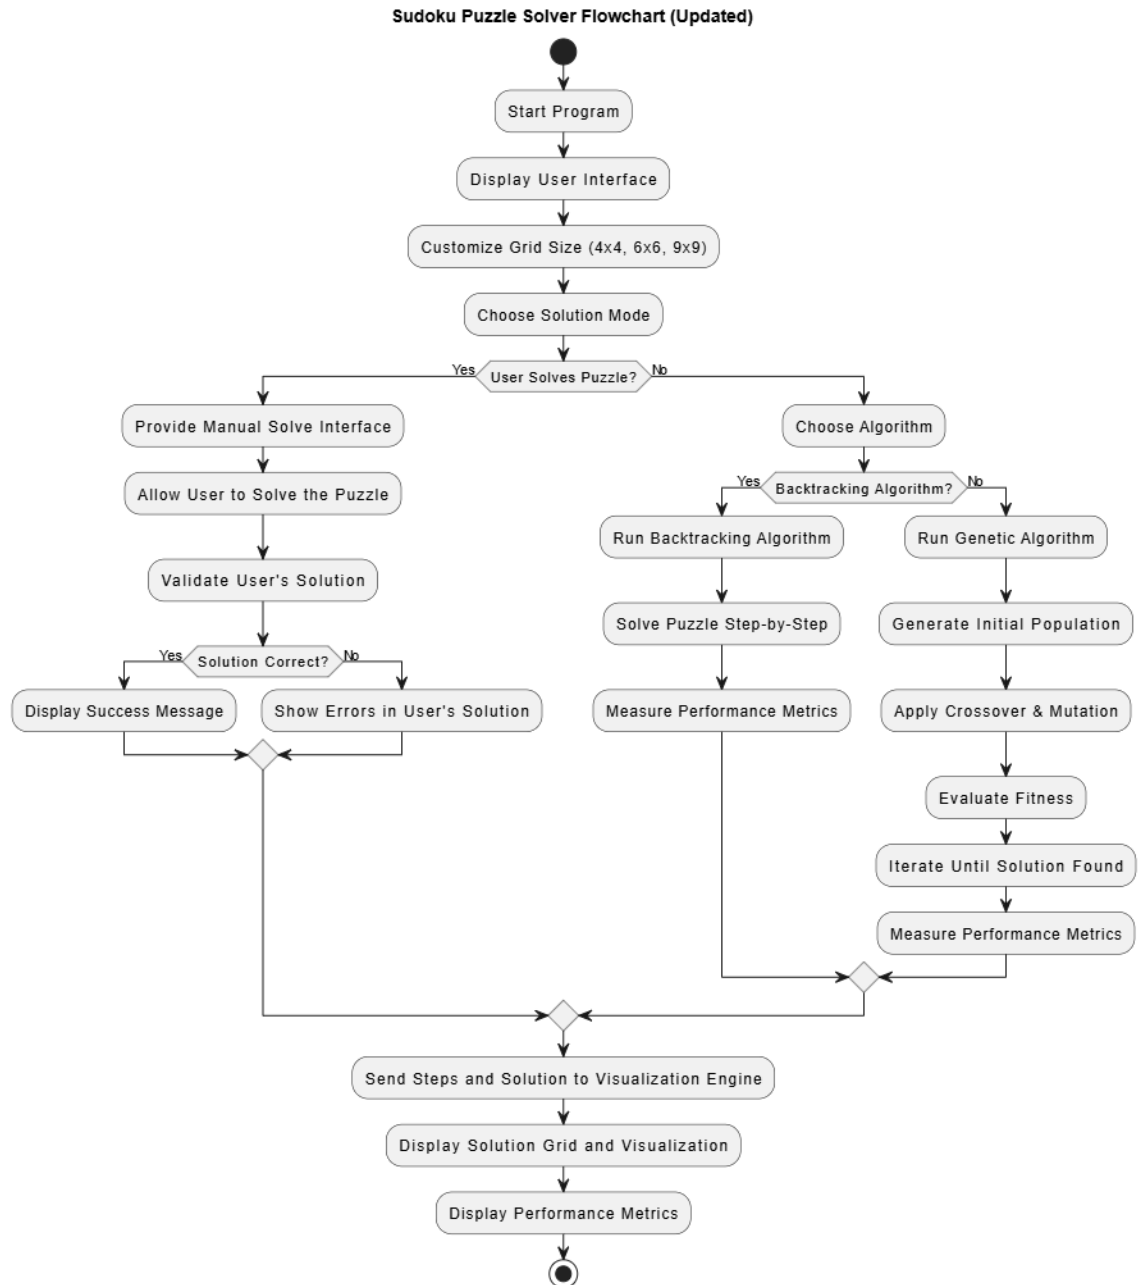 Sudoku Puzzle Solver Flowchart (Updated)
Start Program
Display User Interface
Customize Grid Size (4x4, 6x6, 9x9)
Choose Solution Mode
User Solves Puzzle?
Yes
No
Provide Manual Solve Interface
Allow User to Solve the Puzzle
Validate User's Solution
Solution Correct?
Yes
No
Display Success Message
Show Errors in User's Solution
Choose Algorithm
Backtracking Algorithm?
Yes
No
Run Backtracking Algorithm
Solve Puzzle Step-by-Step
Measure Performance Metrics
Run Genetic Algorithm
Generate Initial Population
Apply Crossover & Mutation
Evaluate Fitness
Iterate Until Solution Found
Measure Performance Metrics
Send Steps and Solution to Visualization Engine
Display Solution Grid and Visualization
Display Performance Metrics